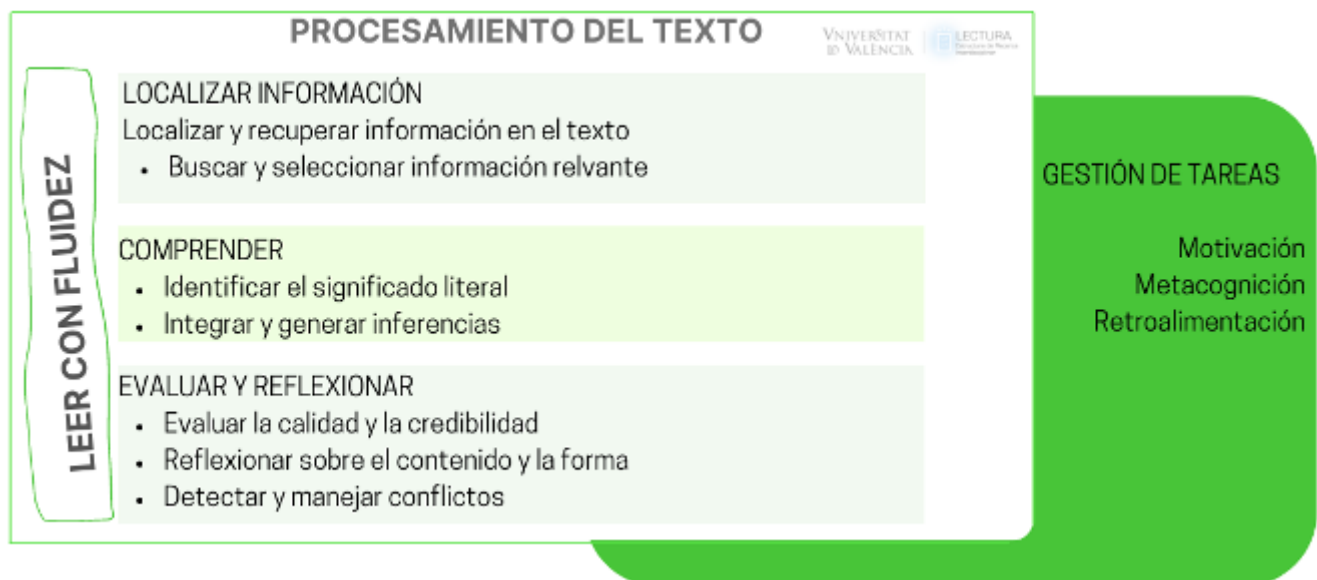 PROCESAMIENTO DEL TEXTO
VNIVERSITAT
ID VALÈNCIA
LECTURA
LEER CON FLUIDEZ
LOCALIZAR INFORMACIÓN
Localizar y recuperar información en el texto
• Buscar y seleccionar información relvante
COMPRENDER
• Identificar el significado literal
• Integrar y generar inferencias
EVALUAR Y REFLEXIONAR
• Evaluar la calidad y la credibilidad
• Reflexionar sobre el contenido y la forma
• Detectar y manejar conflictos
GESTIÓN DE TAREAS
Motivación
Metacognición
Retroalimentación